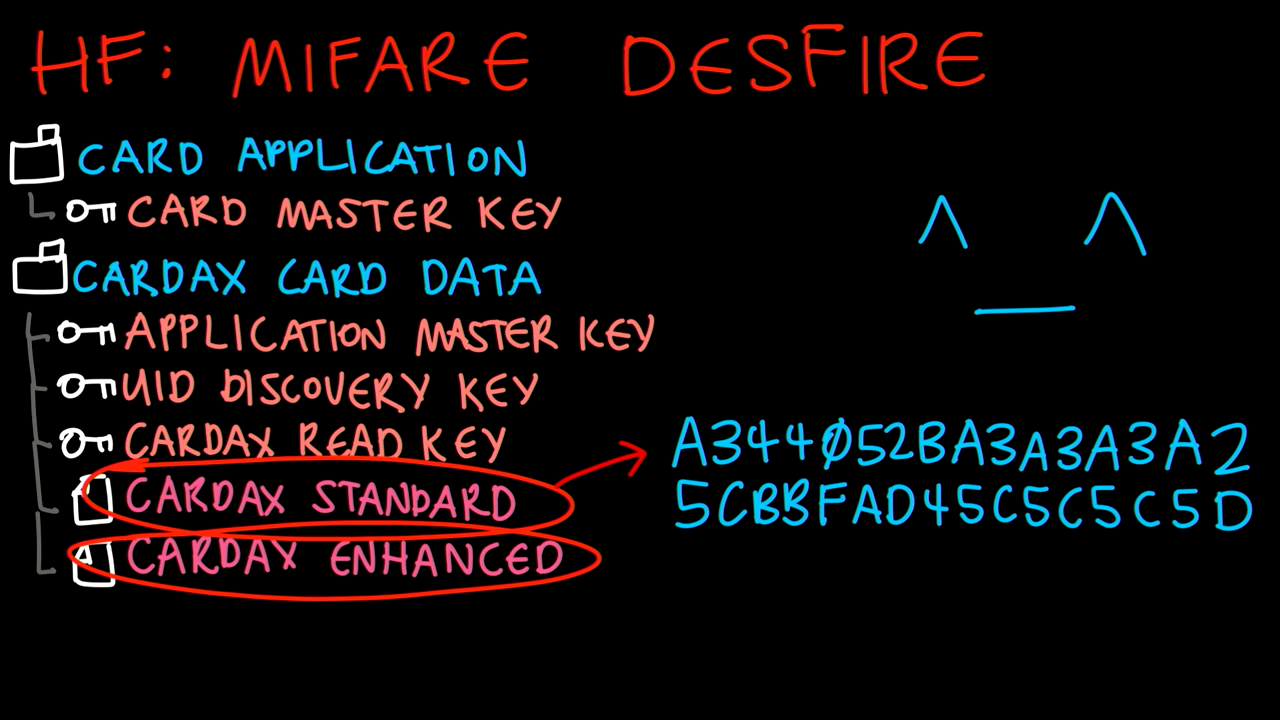 HF: MIFARE DESFIRE
CARD APPLICATION
CARD MASTER KEY
CARDAX CARD DATA
APPLICATION MASTER KEY
UID DISCOVERY KEY
CARDAX READ KEY
CARDAX STANDARD
CARDAX ENHANCED
^ _ ^
A344052BA3A3A3A2
5CBBFAD45C5C5C5D